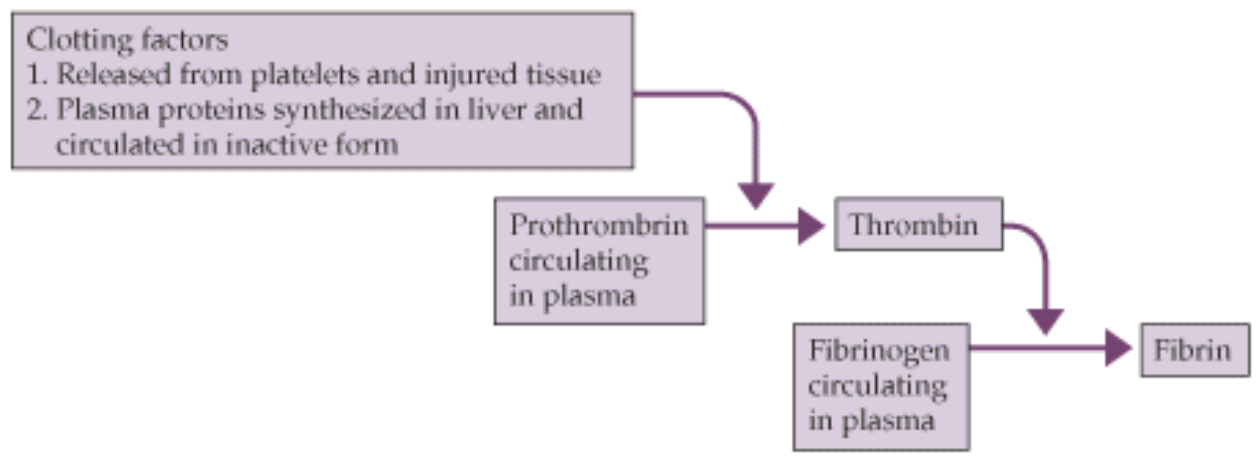 Clotting factors
1. Released from platelets and injured tissue
2. Plasma proteins synthesized in liver and
circulated in inactive form
Prothrombrin
circulating
in plasma
Thrombin
Fibrinogen
circulating
in plasma
Fibrin